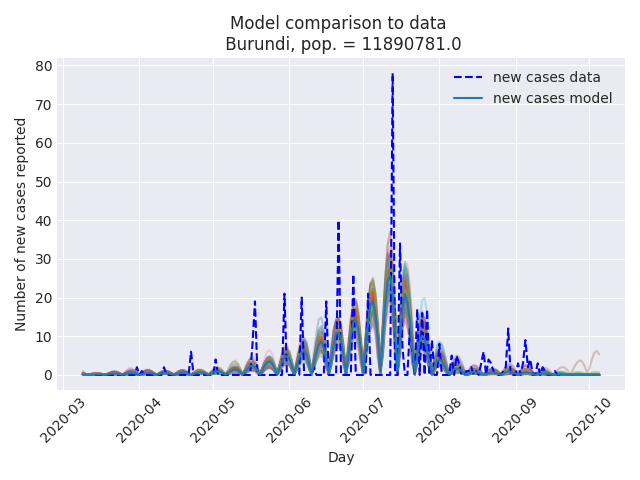 Model comparison to data
Burundi, pop. = 11890781.0
new cases data
new cases model
Number of new cases reported
80
70
60
50
40
30
20
10
0
2020-03
2020-04
2020-05
2020-06
2020-07
2020-08
2020-09
2020-10
Day